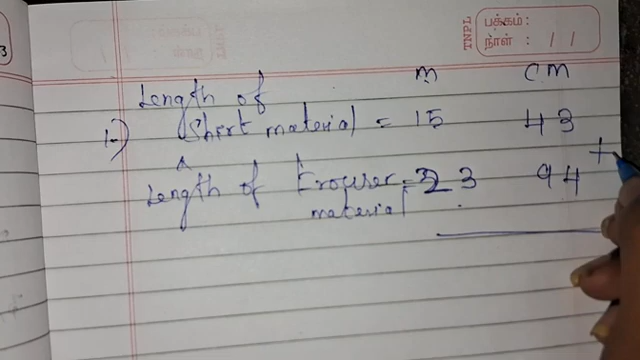 TNPL
பக்கம் :
நாள் : / /
m cm
Length of
1-) Shirt material = 15 43
+
Length of trouser = 23 94
material